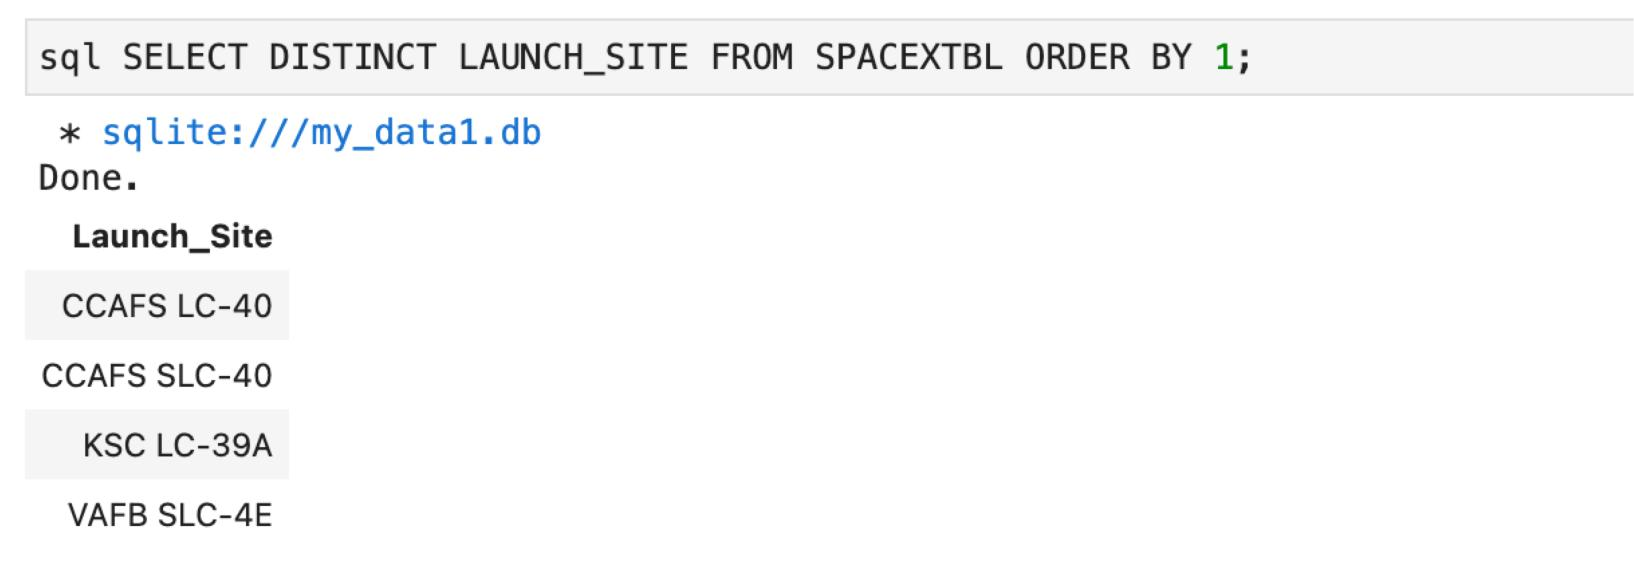 sql SELECT DISTINCT LAUNCH_SITE FROM SPACEXTBL ORDER BY 1;
* sqlite:///my_data1.db
Done.
Launch_Site
CCAFS LC-40
CCAFS SLC-40
KSC LC-39A
VAFB SLC-4E